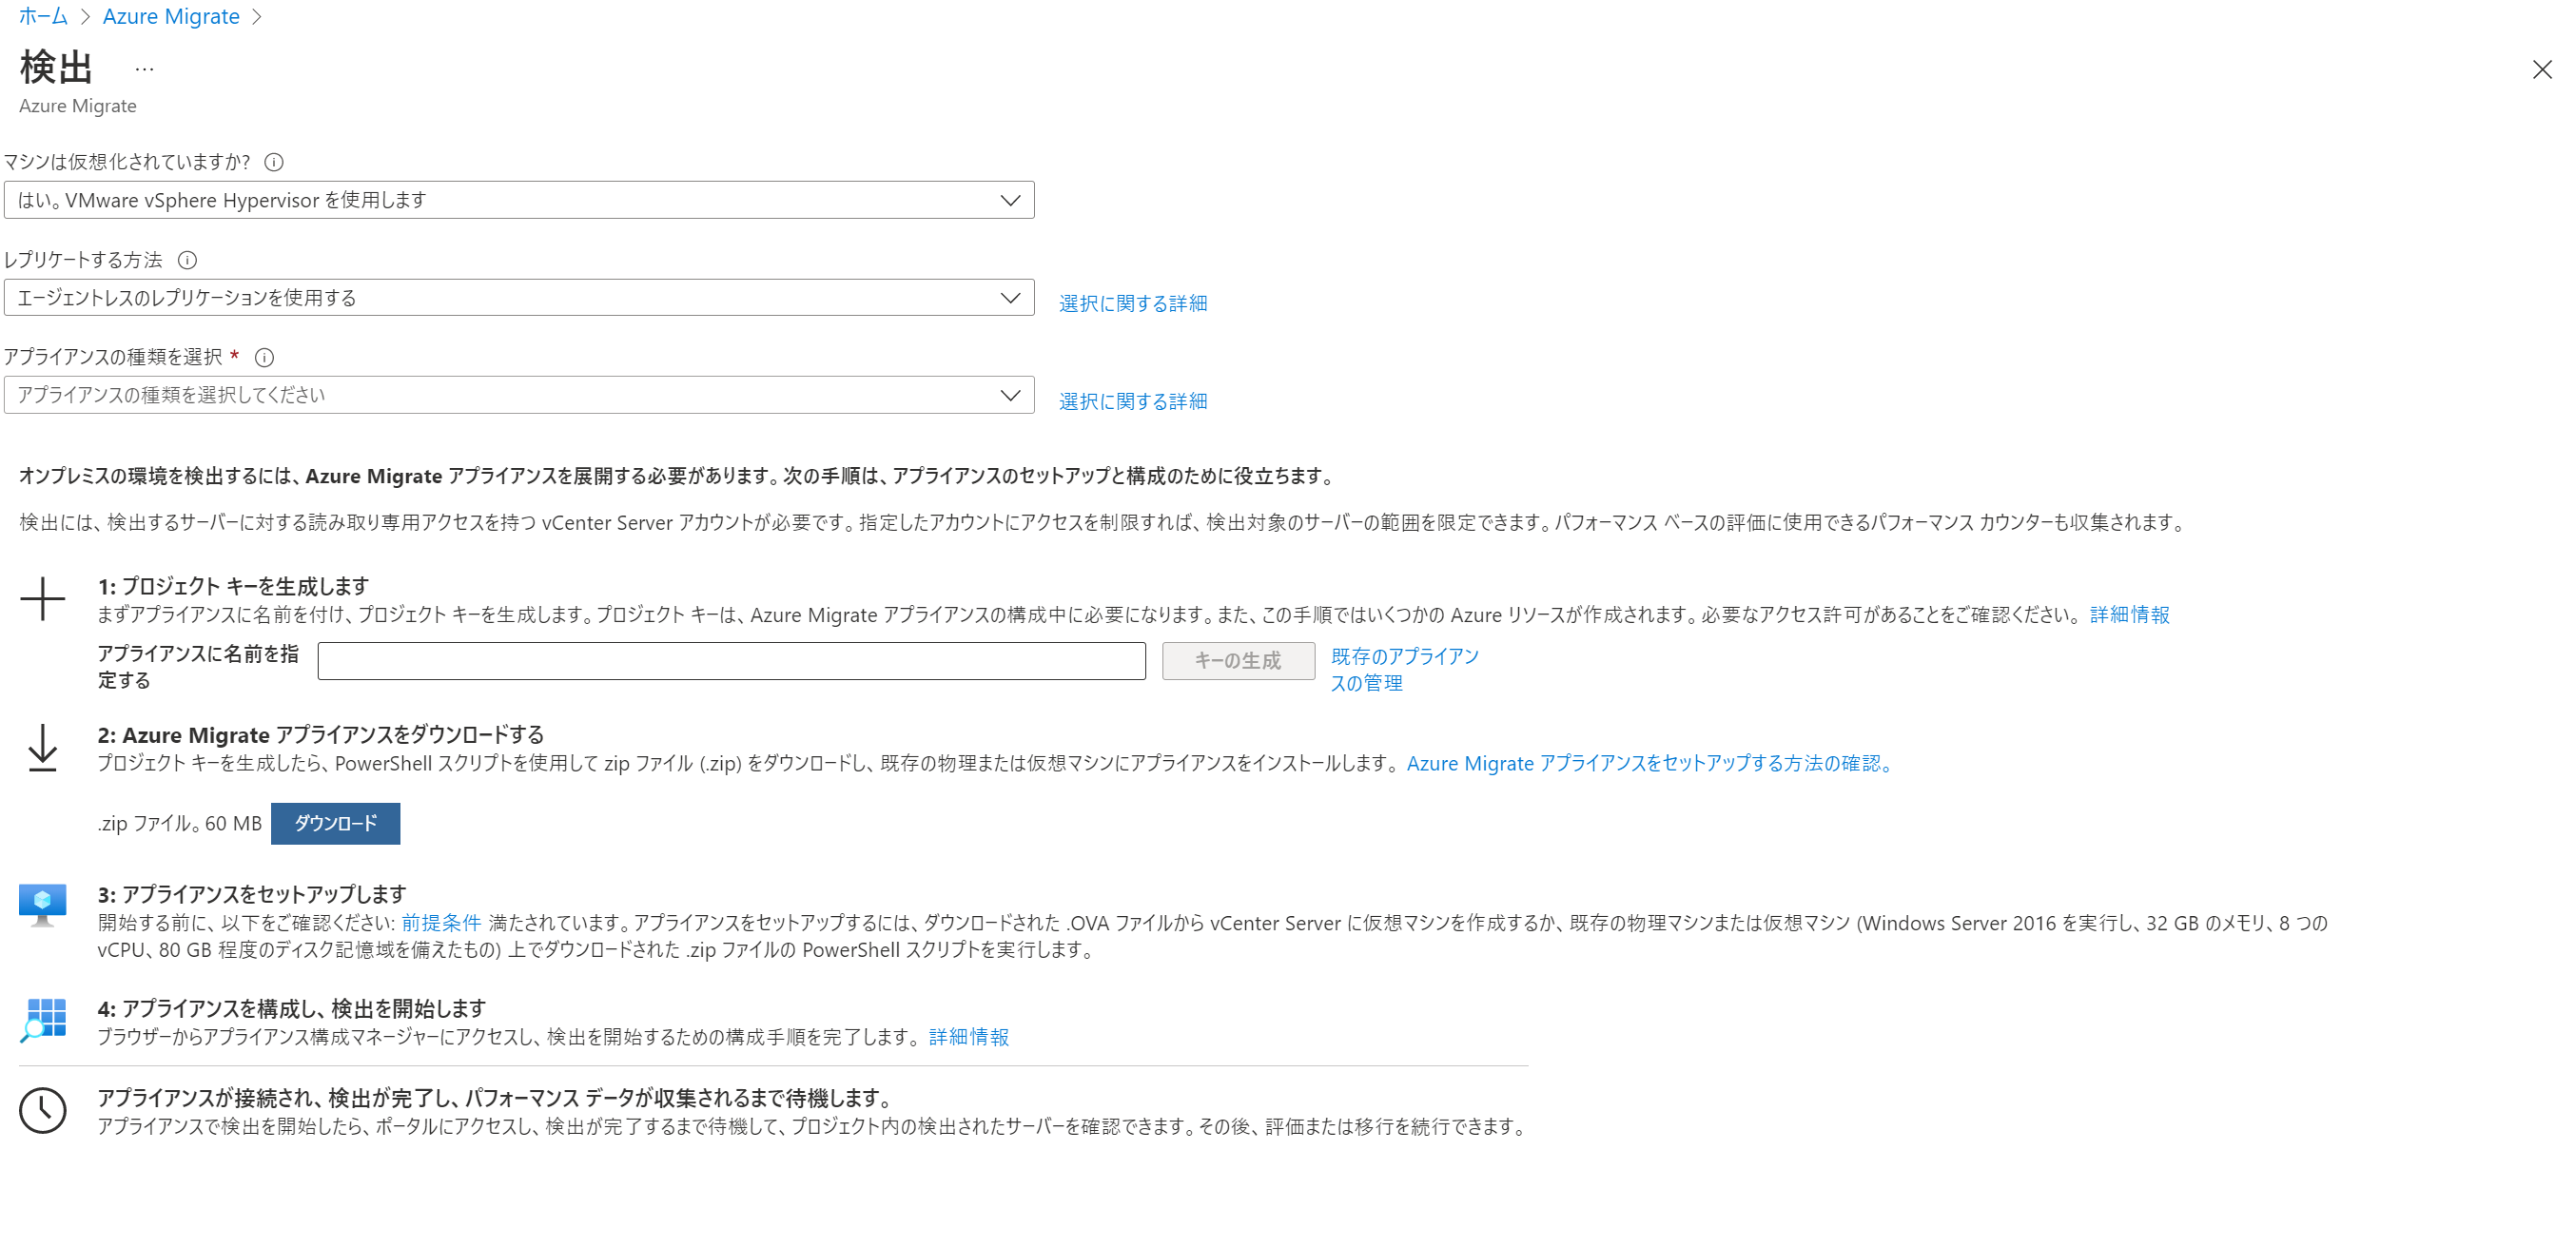 ホーム > Azure Migrate >
検出 …
Azure Migrate
マシンは仮想化されていますか?
はい。VMware vSphere Hypervisor を使用します
レプリケートする方法
エージェントレスのレプリケーションを使用する
選択に関する詳細
アプライアンスの種類を選択 *
アプライアンスの種類を選択してください
選択に関する詳細
オンプレミスの環境を検出するには、Azure Migrate アプライアンスを展開する必要があります。次の手順は、アプライアンスのセットアップと構成のために役立ちます。
検出には、検出するサーバーに対する読み取り専用アクセスを持つ vCenter Server アカウントが必要です。指定したアカウントにアクセスを制限すれば、検出対象のサーバーの範囲を限定できます。パフォーマンス ベースの評価に使用できるパフォーマンス カウンターも収集されます。
1: プロジェクト キーを生成します
まずアプライアンスに名前を付け、プロジェクト キーを生成します。プロジェクト キーは、Azure Migrate アプライアンスの構成中に必要になります。また、この手順ではいくつかの Azure リソースが作成されます。必要なアクセス許可があることをご確認ください。 詳細情報
アプライアンスに名前を指
定する
キーの生成
既存のアプライアン
スの管理
2: Azure Migrate アプライアンスをダウンロードする
プロジェクト キーを生成したら、PowerShell スクリプトを使用して zip ファイル (.zip) をダウンロードし、既存の物理または仮想マシンにアプライアンスをインストールします。 Azure Migrate アプライアンスをセットアップする方法の確認。
.zip ファイル。60 MB ダウンロード
3: アプライアンスをセットアップします
開始する前に、以下をご確認ください: 前提条件 満たされています。アプライアンスをセットアップするには、ダウンロードされた .OVA ファイルから vCenter Server に仮想マシンを作成するか、既存の物理マシンまたは仮想マシン (Windows Server 2016 を実行し、32 GB のメモリ、8 つの
vCPU、80 GB 程度のディスク記憶域を備えたもの) 上でダウンロードされた .zip ファイルの PowerShell スクリプトを実行します。
4: アプライアンスを構成し、検出を開始します
ブラウザーからアプライアンス構成マネージャーにアクセスし、検出を開始するための構成手順を完了します。 詳細情報
アプライアンスが接続され、検出が完了し、パフォーマンス データが収集されるまで待機します。
アプライアンスで検出を開始したら、ポータルにアクセスし、検出が完了するまで待機して、プロジェクト内の検出されたサーバーを確認できます。その後、評価または移行を続行できます。